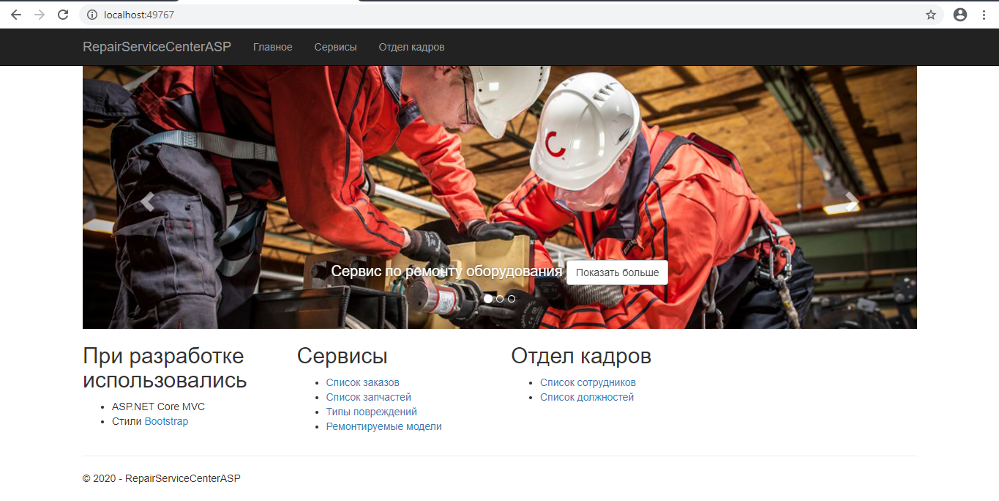 localhost:49767
RepairServiceCenterASP Главное Сервисы Отдел кадров
Сервис по ремонту оборудования Показать больше
При разработке
использовались
ASP.NET Core MVC
Стили Bootstrap
Сервисы
Список заказов
Список запчастей
Типы повреждений
Ремонтируемые модели
Отдел кадров
Список сотрудников
Список должностей
© 2020 - RepairServiceCenterASP